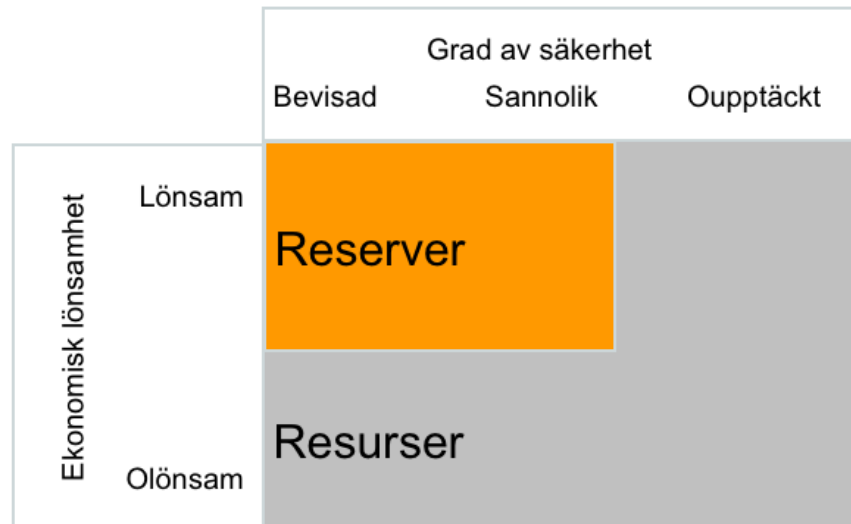 Grad av säkerhet
Bevisad Sannolik Oupptäckt
Ekonomisk lönsamhet
Lönsam
Reserver
Resurser
Olönsam